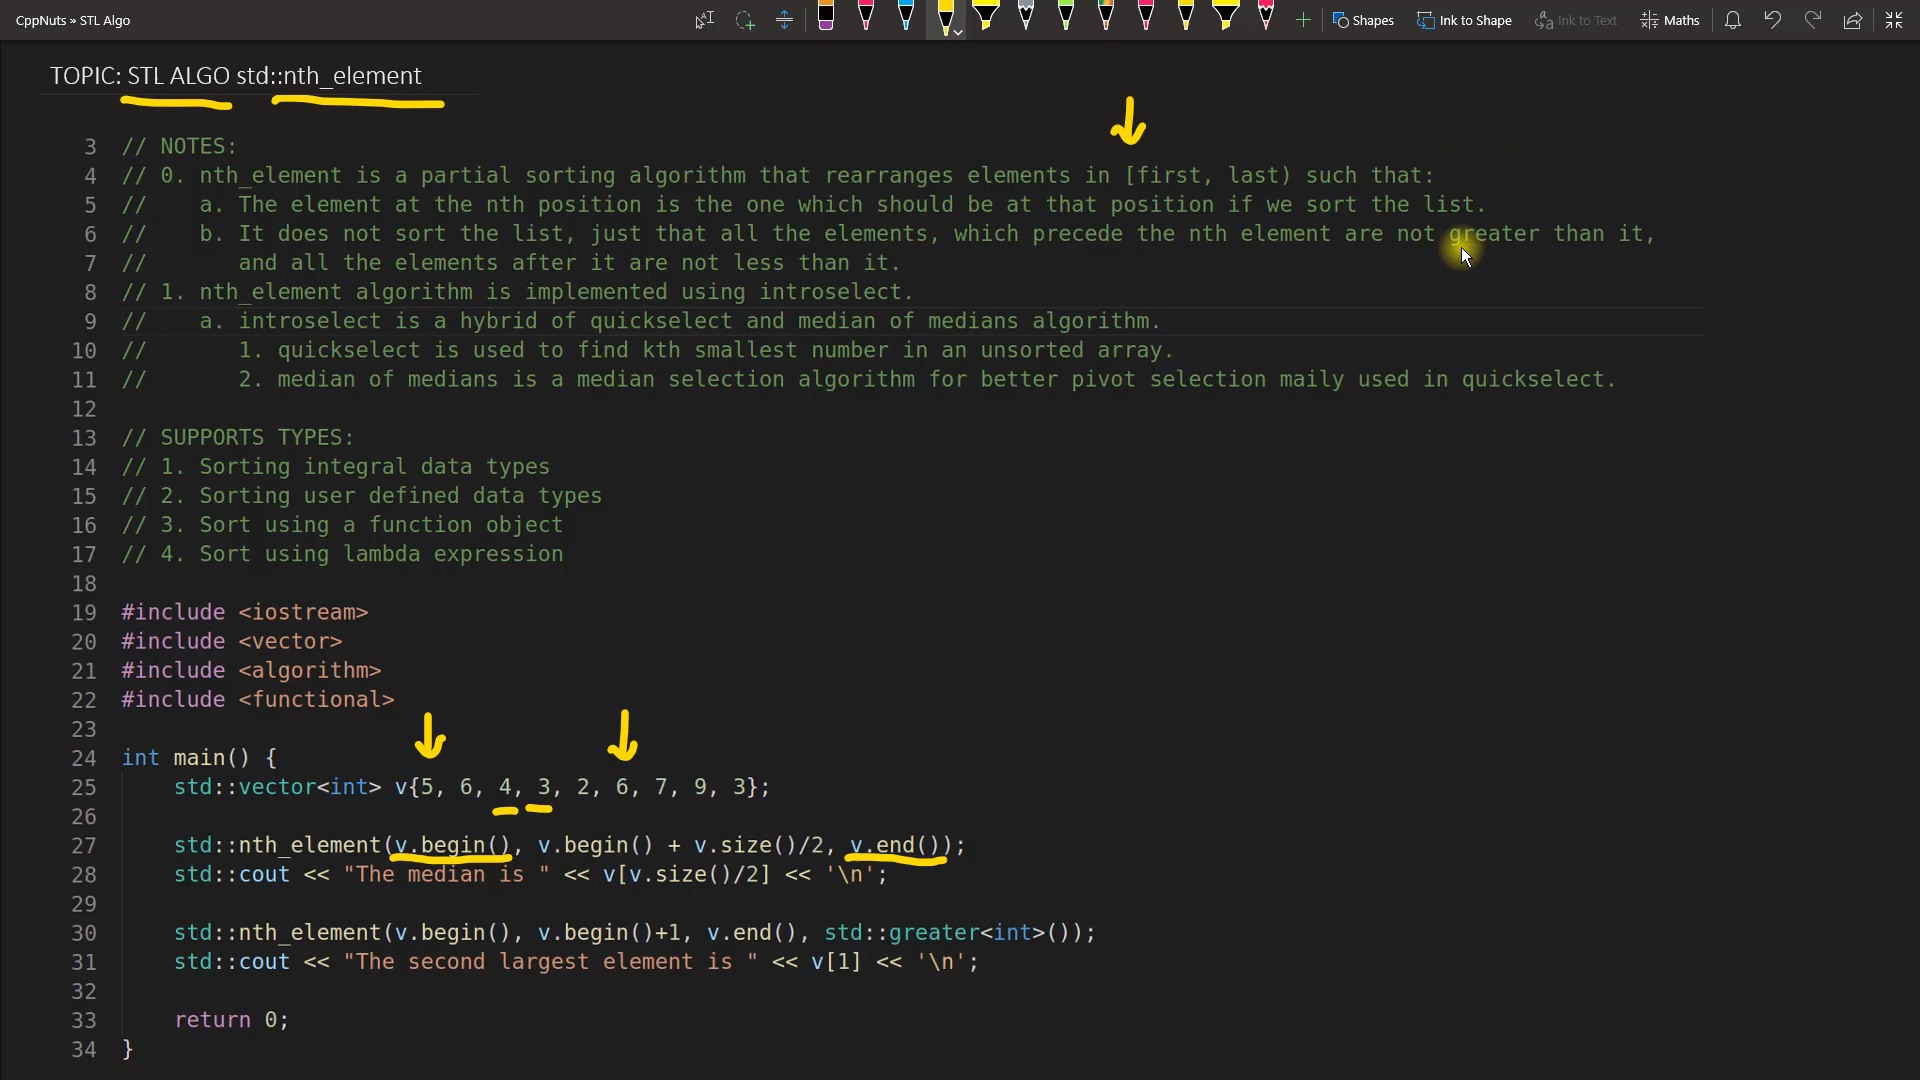 CppNuts » STL Algo
Shapes Ink to Shape Ink to Text Maths
TOPIC: STL ALGO std::nth_element
3 // NOTES:
4 // 0. nth_element is a partial sorting algorithm that rearranges elements in [first, last) such that:
5 //    a. The element at the nth position is the one which should be at that position if we sort the list.
6 //    b. It does not sort the list, just that all the elements, which precede the nth element are not greater than it,
7 //       and all the elements after it are not less than it.
8 // 1. nth_element algorithm is implemented using introselect.
9 //    a. introselect is a hybrid of quickselect and median of medians algorithm.
10 //       1. quickselect is used to find kth smallest number in an unsorted array.
11 //       2. median of medians is a median selection algorithm for better pivot selection maily used in quickselect.
12
13 // SUPPORTS TYPES:
14 // 1. Sorting integral data types
15 // 2. Sorting user defined data types
16 // 3. Sort using a function object
17 // 4. Sort using lambda expression
18
19 #include <iostream>
20 #include <vector>
21 #include <algorithm>
22 #include <functional>
23
24 int main() {
25     std::vector<int> v{5, 6, 4, 3, 2, 6, 7, 9, 3};
26
27     std::nth_element(v.begin(), v.begin() + v.size()/2, v.end());
28     std::cout << "The median is " << v[v.size()/2] << '\n';
29
30     std::nth_element(v.begin(), v.begin()+1, v.end(), std::greater<int>());
31     std::cout << "The second largest element is " << v[1] << '\n';
32
33     return 0;
34 }